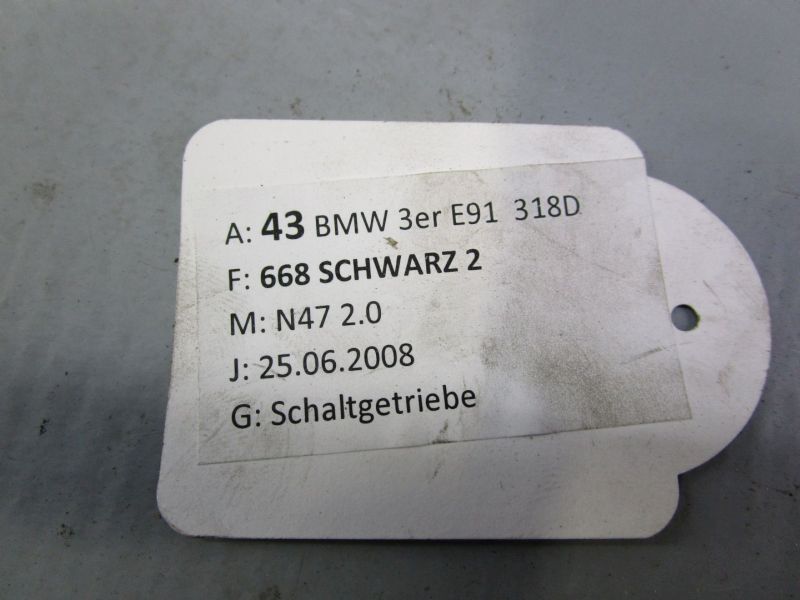 A: 43 BMW 3er E91 318D
F: 668 SCHWARZ 2
M: N47 2.0
J: 25.06.2008
G: Schaltgetriebe